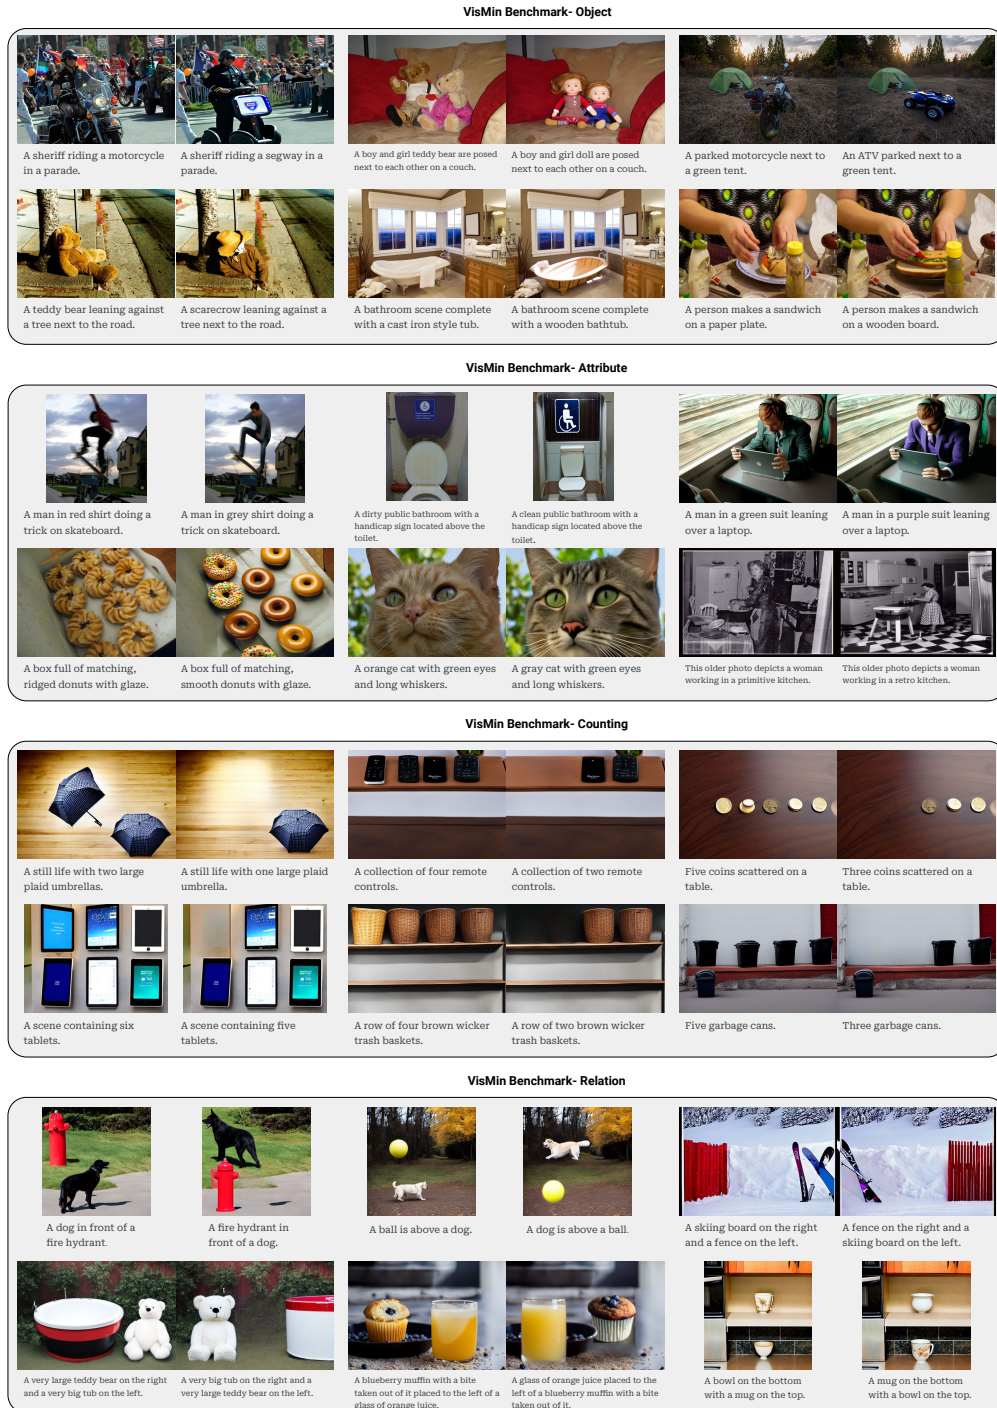 VisMin Benchmark- Object
A sheriff riding a motorcycle
in a parade.
A sheriff riding a segway in a
parade.
A boy and girl teddy bear are posed
next to each other on a couch.
A boy and girl doll are posed
next to each other on a couch.
A parked motorcycle next to
a green tent.
An ATV parked next to a
green tent.
A teddy bear leaning against
a tree next to the road.
A scarecrow leaning against a
tree next to the road.
A bathroom scene complete
with a cast iron style tub.
A bathroom scene complete
with a wooden bathtub.
A person makes a sandwich
on a paper plate.
A person makes a sandwich
on a wooden board.
VisMin Benchmark- Attribute
A man in red shirt doing a
trick on skateboard.
A man in grey shirt doing a
trick on skateboard.
A dirty public bathroom with a
handicap sign located above the
toilet.
A clean public bathroom with a
handicap sign located above the
toilet.
A man in a green suit leaning
over a laptop.
A man in a purple suit leaning
over a laptop.
A box full of matching,
ridged donuts with glaze.
A box full of matching,
smooth donuts with glaze.
A orange cat with green eyes
and long whiskers.
A gray cat with green eyes
and long whiskers.
This older photo depicts a woman
working in a primitive kitchen.
This older photo depicts a woman
working in a retro kitchen.
VisMin Benchmark- Counting
A still life with two large
plaid umbrellas.
A still life with one large plaid
umbrella.
A collection of four remote
controls.
A collection of two remote
controls.
Five coins scattered on a
table.
Three coins scattered on a
table.
A scene containing six
tablets.
A scene containing five
tablets.
A row of four brown wicker
trash baskets.
A row of two brown wicker
trash baskets.
Five garbage cans.
Three garbage cans.
VisMin Benchmark- Relation
A dog in front of a
fire hydrant.
A fire hydrant in
front of a dog.
A ball is above a dog.
A dog is above a ball.
A skiing board on the right
and a fence on the left.
A fence on the right and a
skiing board on the left.
A very large teddy bear on the right
and a very big tub on the left.
A very big tub on the right and a
very large teddy bear on the left.
A blueberry muffin with a bite
taken out of it placed to the left of a
glass of orange juice.
A glass of orange juice placed to the
left of a blueberry muffin with a bite
taken out of it.
A bowl on the bottom
with a mug on the top.
A mug on the bottom
with a bowl on the top.